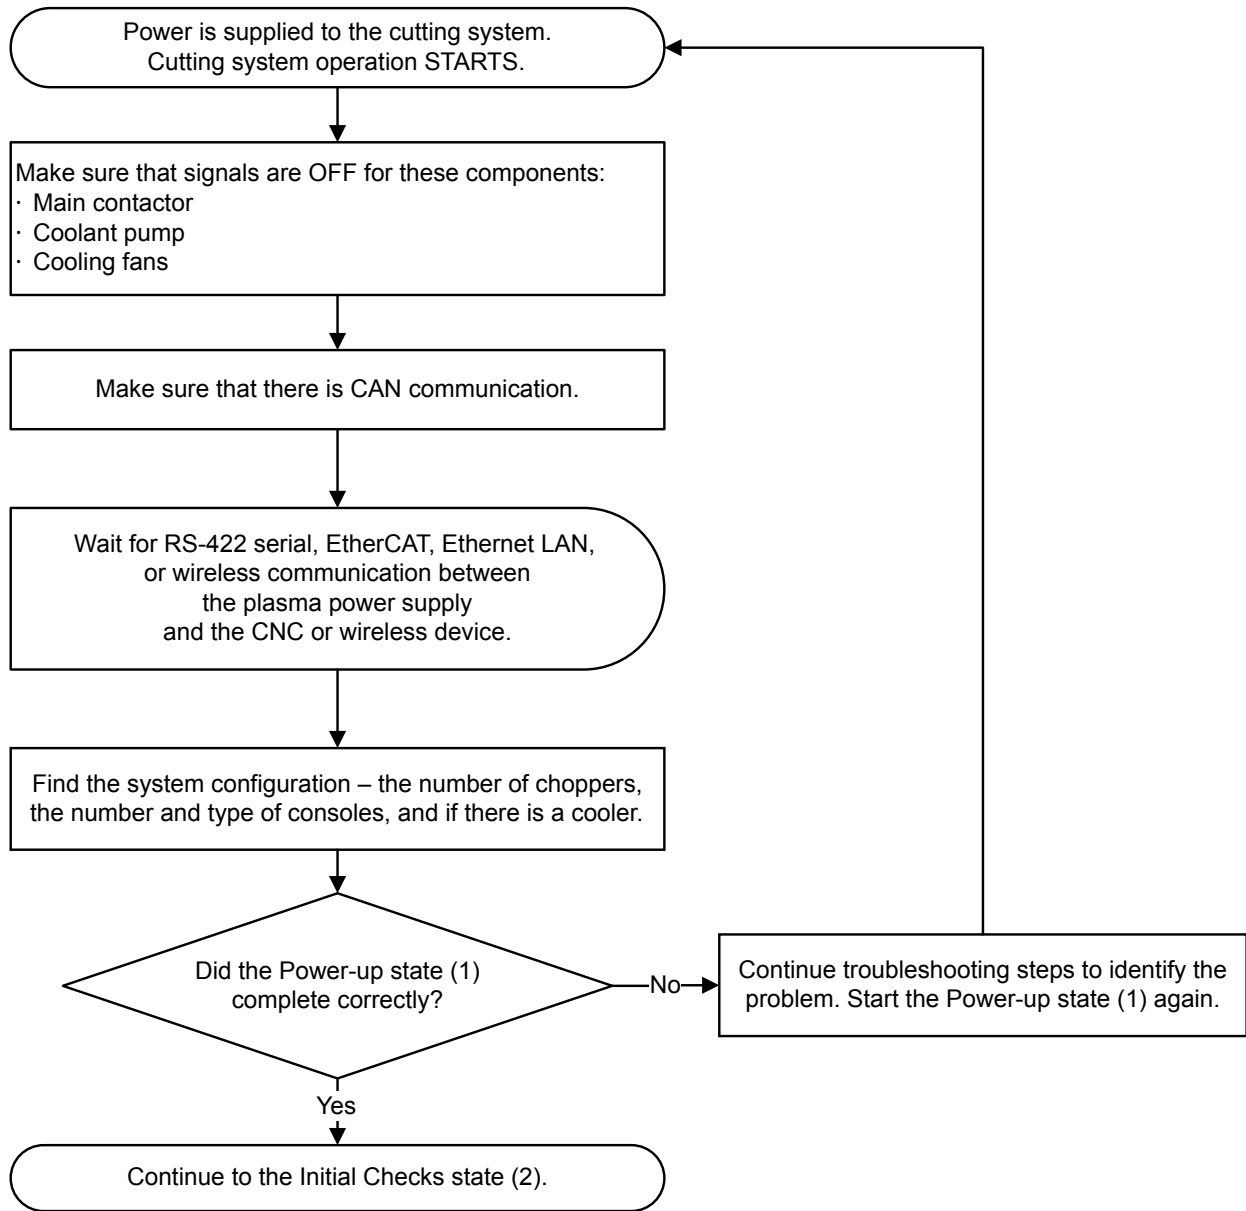 Power is supplied to the cutting system.
Cutting system operation STARTS.
Make sure that signals are OFF for these components:
· Main contactor
· Coolant pump
· Cooling fans
Make sure that there is CAN communication.
Wait for RS-422 serial, EtherCAT, Ethernet LAN,
or wireless communication between
the plasma power supply
and the CNC or wireless device.
Find the system configuration – the number of choppers,
the number and type of consoles, and if there is a cooler.
Did the Power-up state (1)
complete correctly?
No
Continue troubleshooting steps to identify the
problem. Start the Power-up state (1) again.
Yes
Continue to the Initial Checks state (2).